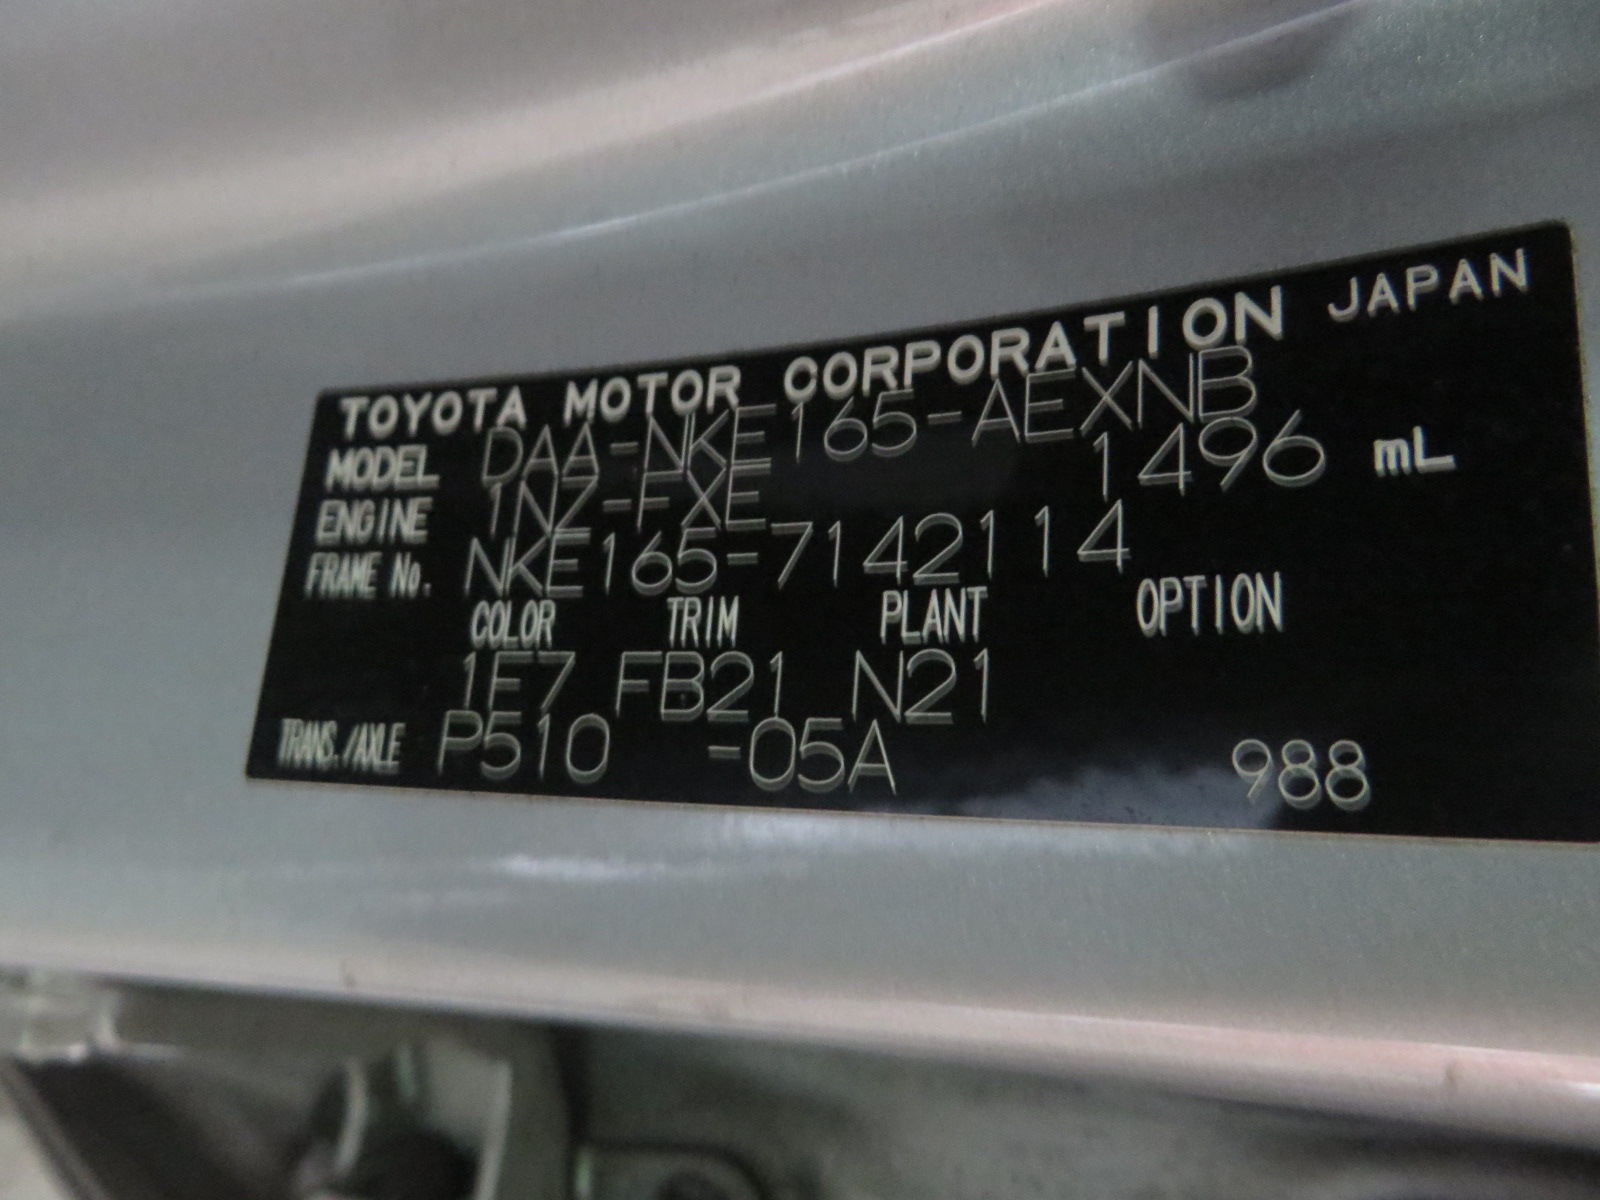 TOYOTA MOTOR CORPORATION JAPAN
MODEL DAA-NKE165-AEXNB
ENGINE 1NZ-FXE 1496 mL
FRAME No. NKE165-7142114
COLOR TRIM PLANT OPTION
1F7 FB21 N21
TRANS./AXLE P510 -05A 988